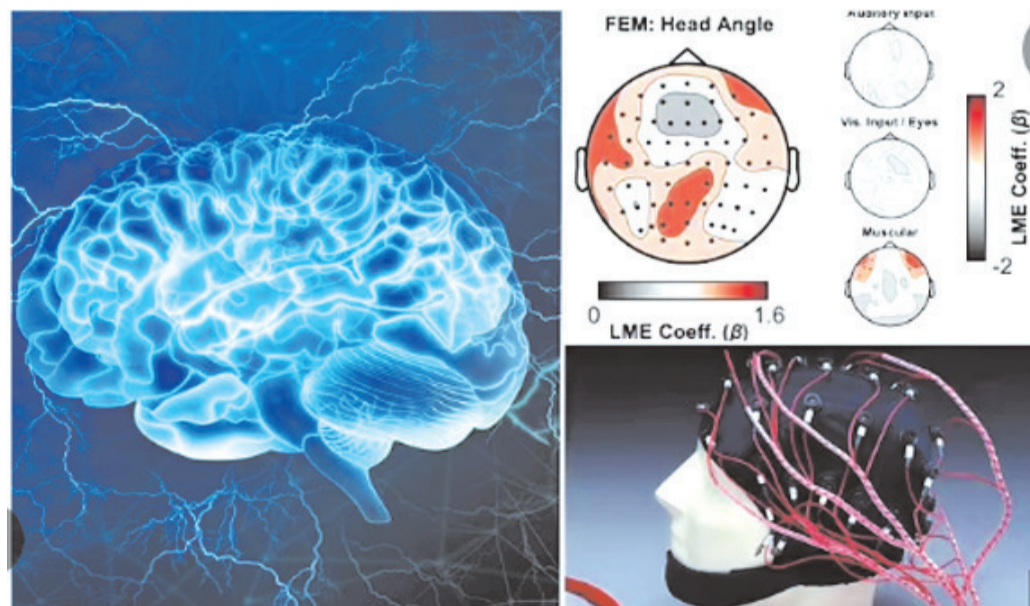 FEM: Head Angle
0
1.6
LME Coeff. (β)
Auditory Input
Vis. Input / Eyes
Muscular
2
-2
LME Coeff. (β)